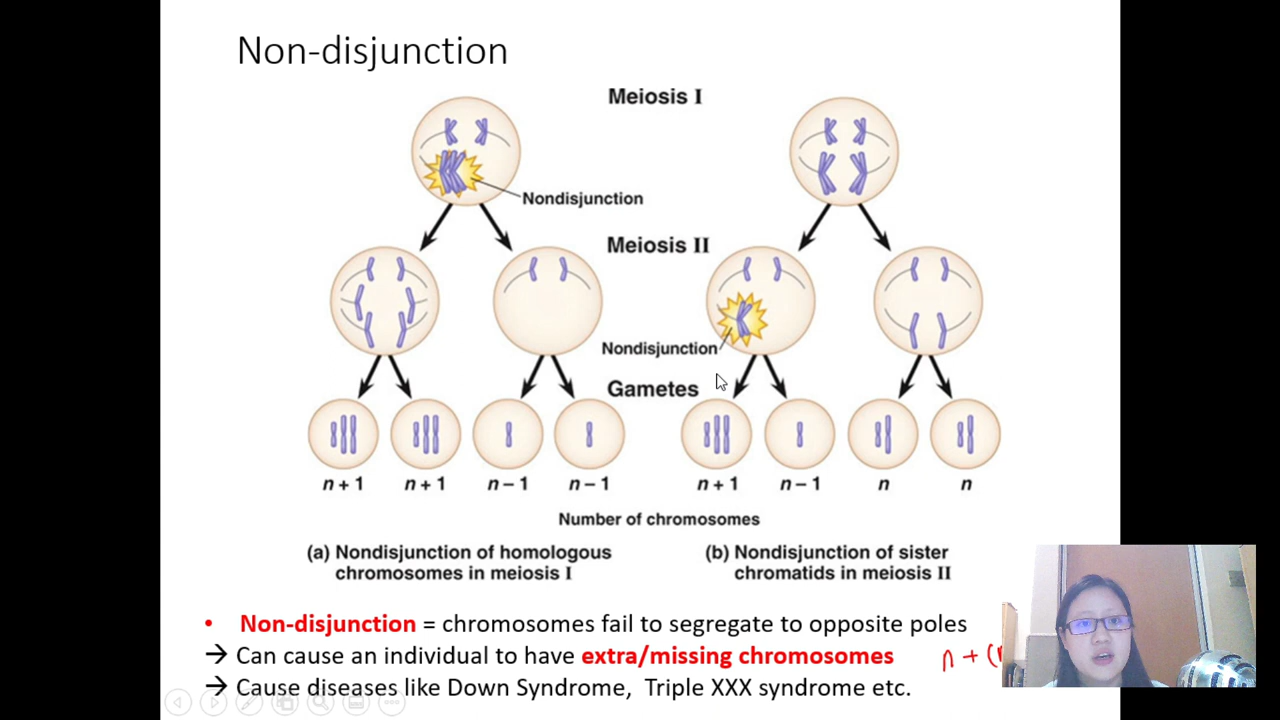 Non-disjunction
Meiosis I
Nondisjunction
Meiosis II
Nondisjunction
Gametes
n + 1 n + 1 n – 1 n – 1 n + 1 n – 1 n n
Number of chromosomes
(a) Nondisjunction of homologous
chromosomes in meiosis I
(b) Nondisjunction of sister
chromatids in meiosis II
• Non-disjunction = chromosomes fail to segregate to opposite poles
→ Can cause an individual to have extra/missing chromosomes
n + (
→ Cause diseases like Down Syndrome, Triple XXX syndrome etc.